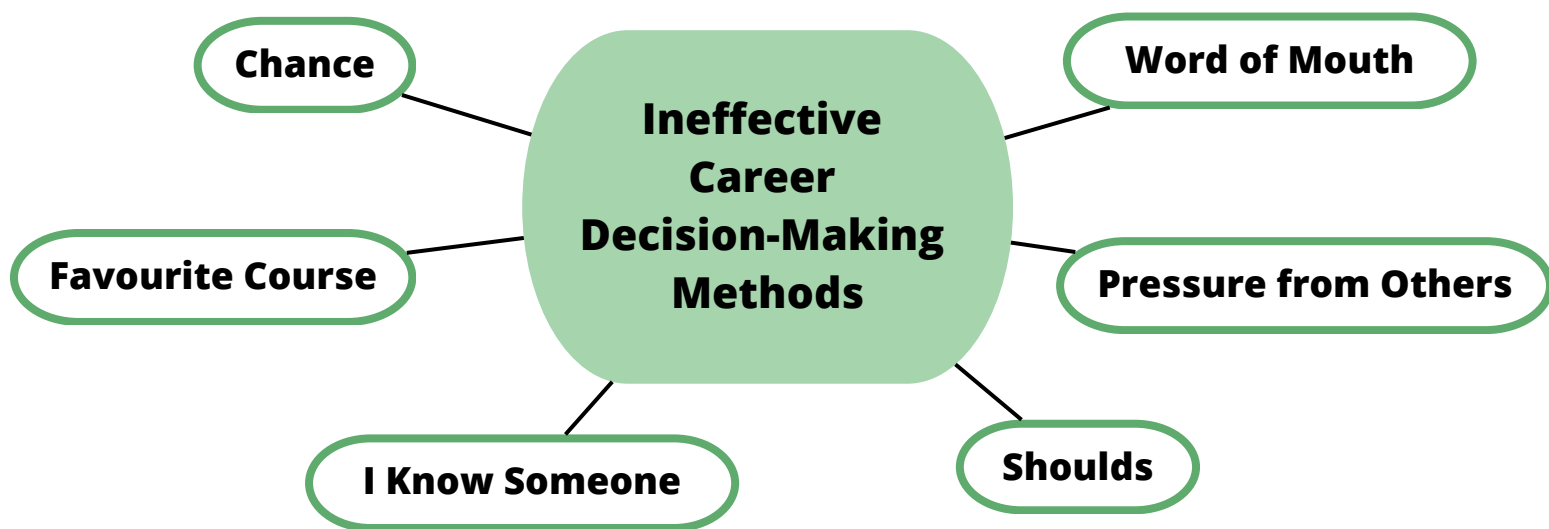 Chance
Word of Mouth
Ineffective
Career
Decision-Making
Methods
Favourite Course
Pressure from Others
I Know Someone
Shoulds